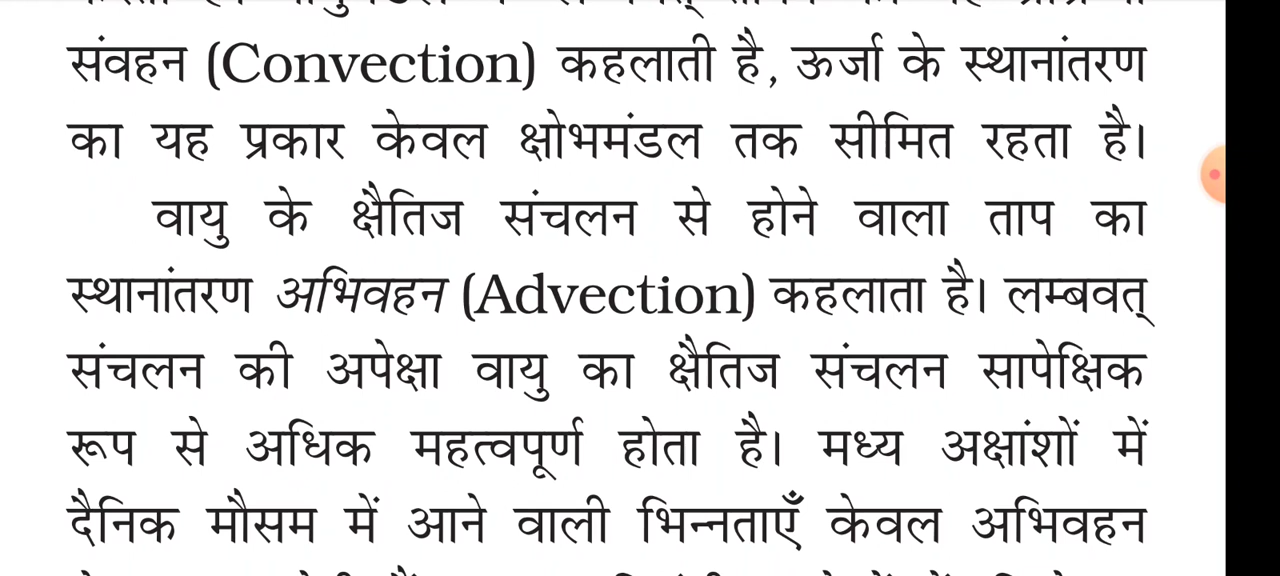 संवहन (Convection) कहलाती है, ऊर्जा के स्थानांतरण
का यह प्रकार केवल क्षोभमंडल तक सीमित रहता है।
वायु के क्षैतिज संचलन से होने वाला ताप का
स्थानांतरण अभिवहन (Advection) कहलाता है। लम्बवत्
संचलन की अपेक्षा वायु का क्षैतिज संचलन सापेक्षिक
रूप से अधिक महत्वपूर्ण होता है। मध्य अक्षांशों में
दैनिक मौसम में आने वाली भिन्नताएँ केवल अभिवहन